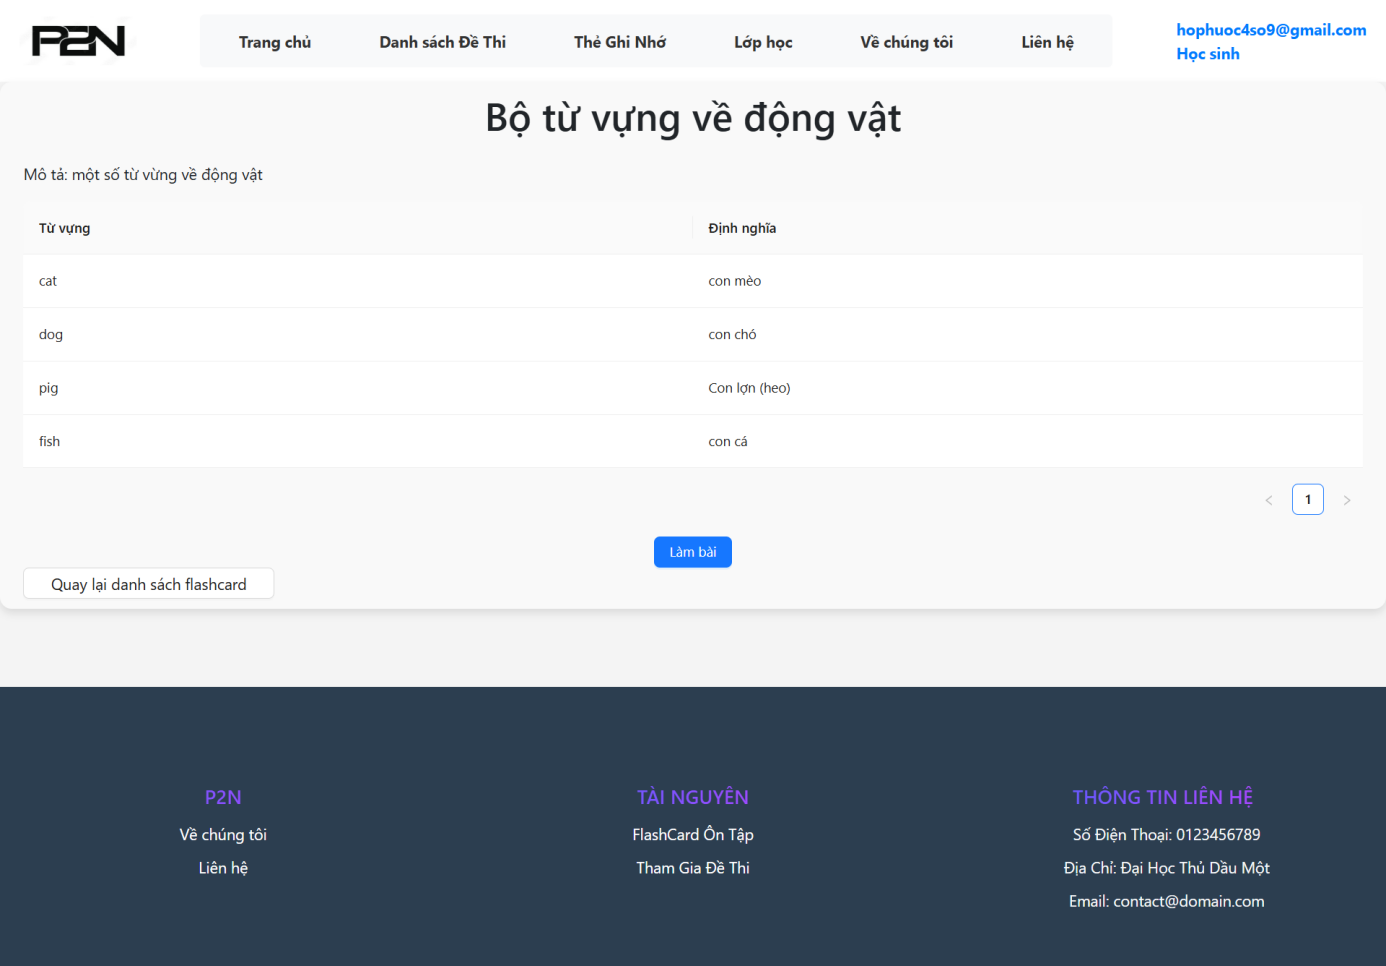 P2N
Trang chủ Danh sách Đề Thi Thẻ Ghi Nhớ Lớp học Về chúng tôi Liên hệ
hophuoc4so9@gmail.com
Học sinh
Bộ từ vựng về động vật
Mô tả: một số từ vừng về động vật
Từ vựng Định nghĩa
cat con mèo
dog con chó
pig Con lợn (heo)
fish con cá
< 1 >
Làm bài
Quay lại danh sách flashcard
P2N
Về chúng tôi
Liên hệ
TÀI NGUYÊN
FlashCard Ôn Tập
Tham Gia Đề Thi
THÔNG TIN LIÊN HỆ
Số Điện Thoại: 0123456789
Địa Chỉ: Đại Học Thủ Dầu Một
Email: contact@domain.com